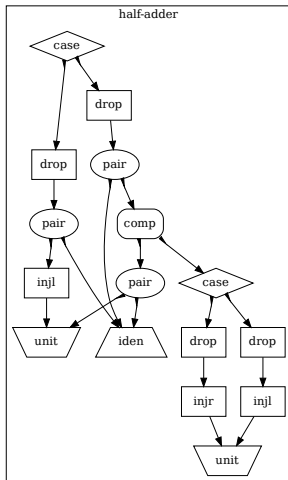 half-adder
case
drop
drop
pair
pair
comp
injl
pair
case
unit
iden
drop
drop
injr
injl
unit